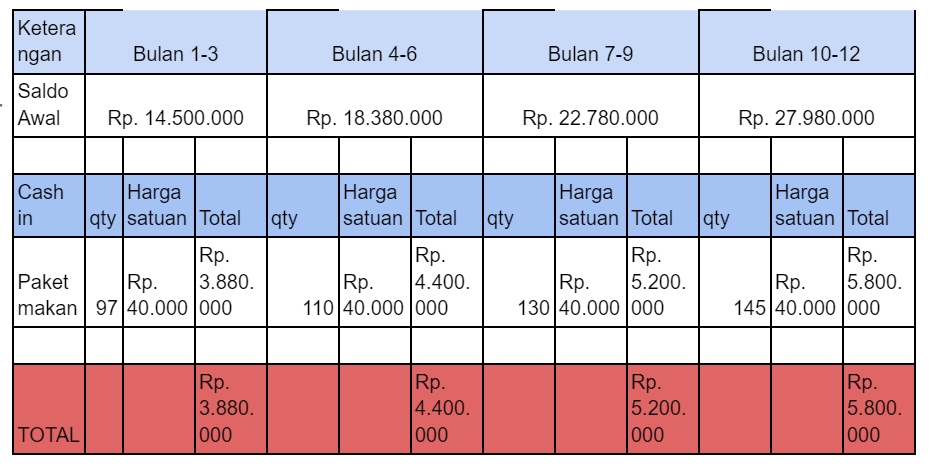 Ketera
ngan Bulan 1-3 Bulan 4-6 Bulan 7-9 Bulan 10-12
Saldo
Awal Rp. 14.500.000 Rp. 18.380.000 Rp. 22.780.000 Rp. 27.980.000
Cash Harga Harga Harga Harga
in qty satuan Total qty satuan Total qty satuan Total qty satuan Total
Rp. Rp. Rp. Rp.
Paket Rp. 3.880. Rp. 4.400. Rp. 5.200. Rp. 5.800.
makan 97 40.000 000 110 40.000 000 130 40.000 000 145 40.000 000
Rp. Rp. Rp. Rp.
3.880. 4.400. 5.200. 5.800.
TOTAL 000 000 000 000